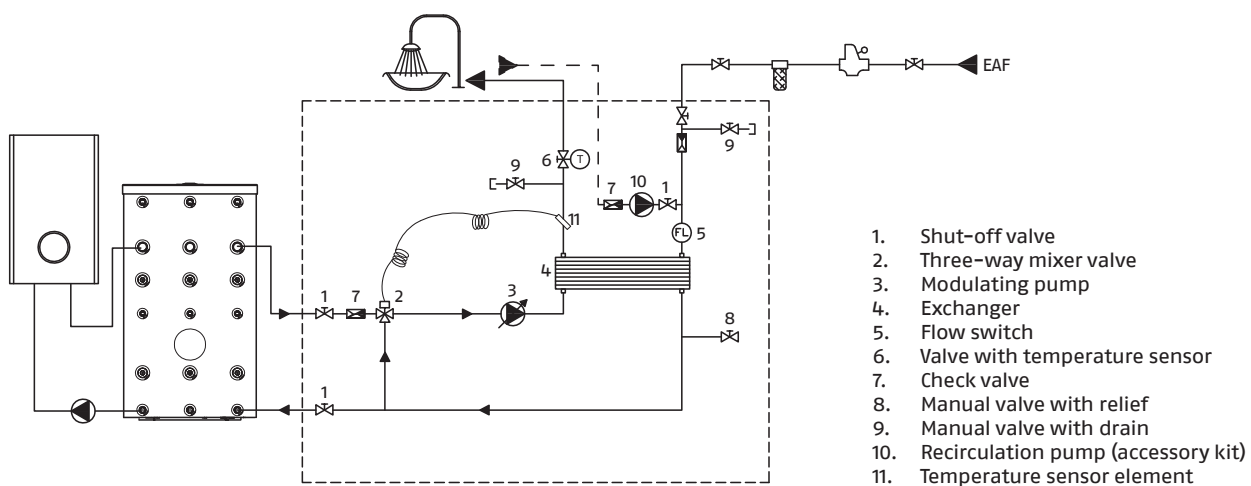 EAF
9
6
T
9
7
10
1
11
FL
5
4
1
7
2
3
8
1
1. Shut-off valve
2. Three-way mixer valve
3. Modulating pump
4. Exchanger
5. Flow switch
6. Valve with temperature sensor
7. Check valve
8. Manual valve with relief
9. Manual valve with drain
10. Recirculation pump (accessory kit)
11. Temperature sensor element